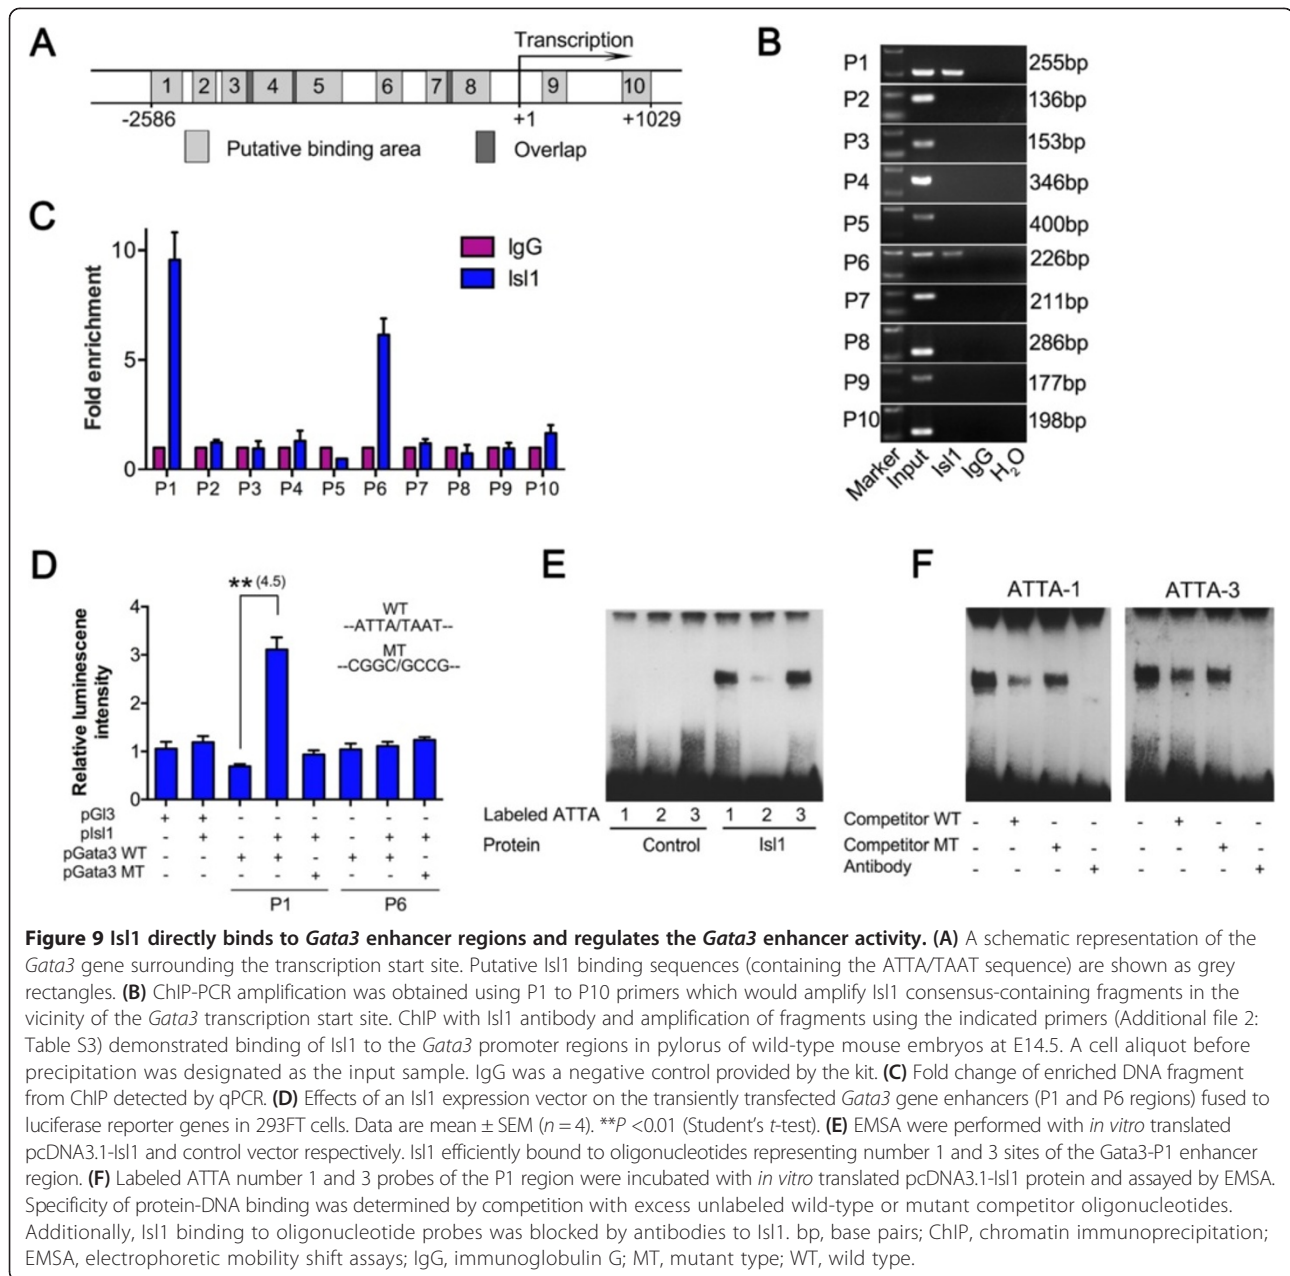 A
Transcription
1 2 3 4 5 6 7 8 9 10
-2586 +1 +1029
Putative binding area Overlap
B
P1 255bp
P2 136bp
P3 153bp
P4 346bp
P5 400bp
P6 226bp
P7 211bp
P8 286bp
P9 177bp
P10 198bp
Marker Input Isl1 IgG H2O
C
Fold enrichment
10
5
0
IgG
Isl1
P1 P2 P3 P4 P5 P6 P7 P8 P9 P10
D
**(4.5)
WT
--ATTA/TAAT--
MT
--CGGC/GCCG--
Relative luminescene
intensity
4
3
2
1
0
pGl3 + + - - - - - -
pIsl1 - + - + + - + +
pGata3 WT - - + + - + + -
pGata3 MT - - - - + - - +
P1 P6
E
Labeled ATTA 1 2 3 1 2 3
Protein Control Isl1
F
ATTA-1 ATTA-3
Competitor WT - + - - - + - -
Competitor MT - - + - - - + -
Antibody - - - + - - - +
Figure 9 Isl1 directly binds to Gata3 enhancer regions and regulates the Gata3 enhancer activity. (A) A schematic representation of the
Gata3 gene surrounding the transcription start site. Putative Isl1 binding sequences (containing the ATTA/TAAT sequence) are shown as grey
rectangles. (B) ChIP-PCR amplification was obtained using P1 to P10 primers which would amplify Isl1 consensus-containing fragments in the
vicinity of the Gata3 transcription start site. ChIP with Isl1 antibody and amplification of fragments using the indicated primers (Additional file 2:
Table S3) demonstrated binding of Isl1 to the Gata3 promoter regions in pylorus of wild-type mouse embryos at E14.5. A cell aliquot before
precipitation was designated as the input sample. IgG was a negative control provided by the kit. (C) Fold change of enriched DNA fragment
from ChIP detected by qPCR. (D) Effects of an Isl1 expression vector on the transiently transfected Gata3 gene enhancers (P1 and P6 regions) fused to
luciferase reporter genes in 293FT cells. Data are mean ± SEM (n = 4). **P <0.01 (Student's t-test). (E) EMSA were performed with in vitro translated
pcDNA3.1-Isl1 and control vector respectively. Isl1 efficiently bound to oligonucleotides representing number 1 and 3 sites of the Gata3-P1 enhancer
region. (F) Labeled ATTA number 1 and 3 probes of the P1 region were incubated with in vitro translated pcDNA3.1-Isl1 protein and assayed by EMSA.
Specificity of protein-DNA binding was determined by competition with excess unlabeled wild-type or mutant competitor oligonucleotides.
Additionally, Isl1 binding to oligonucleotide probes was blocked by antibodies to Isl1. bp, base pairs; ChIP, chromatin immunoprecipitation;
EMSA, electrophoretic mobility shift assays; IgG, immunoglobulin G; MT, mutant type; WT, wild type.